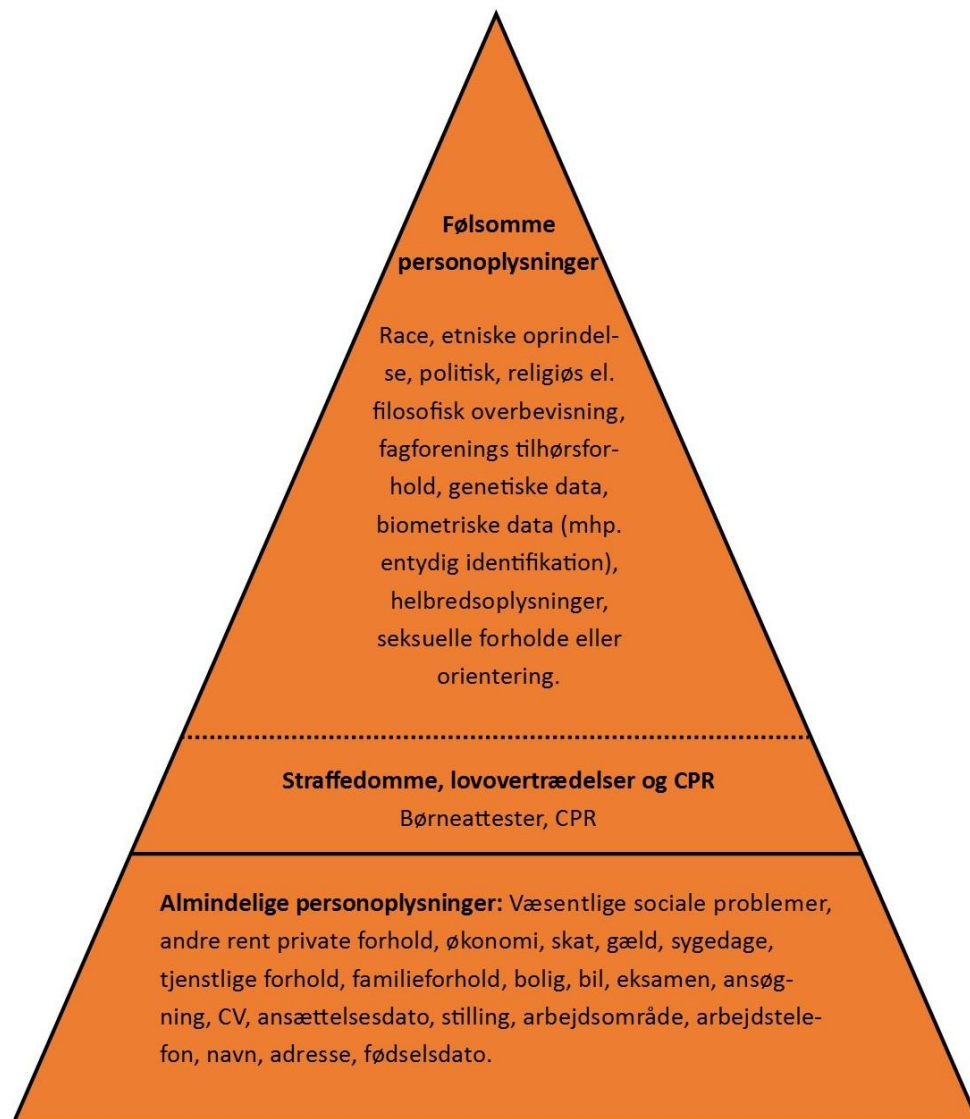 Følsomme
personoplysninger
Race, etniske oprindel-
se, politisk, religiøs el.
filosofisk overbevisning,
fagforenings tilhørsfor-
hold, genetiske data,
biometriske data (mhp.
entydig identifikation),
helbredsoplysninger,
seksuelle forholde eller
orientering.
Straffedomme, lovovertrædelser og CPR
Børneattester, CPR
Almindelige personoplysninger: Væsentlige sociale problemer,
andre rent private forhold, økonomi, skat, gæld, sygedage,
tjenstlige forhold, familieforhold, bolig, bil, eksamen, ansøg-
ning, CV, ansættelsesdato, stilling, arbejdsområde, arbejdstele-
fon, navn, adresse, fødselsdato.